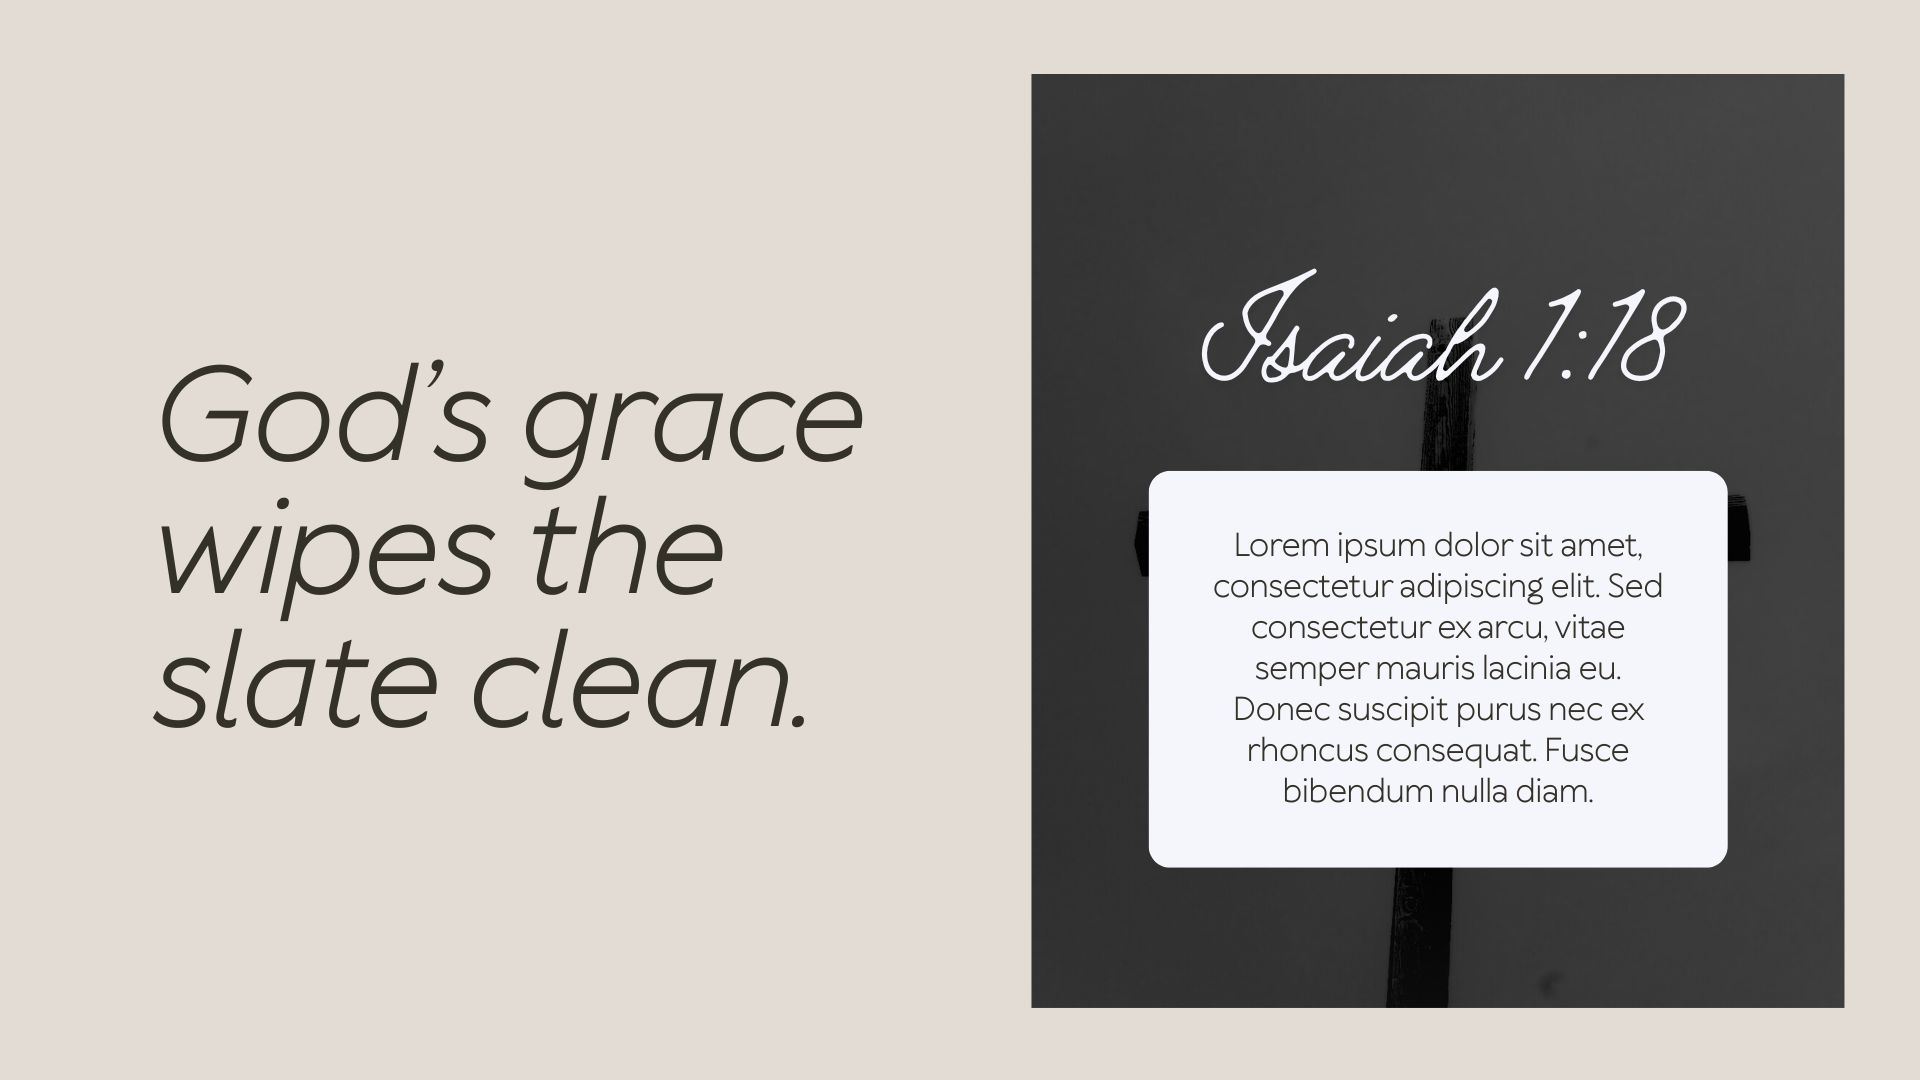 God’s grace
wipes the
slate clean.
Isaiah 1:18
Lorem ipsum dolor sit amet,
consectetur adipiscing elit. Sed
consectetur ex arcu, vitae
semper mauris lacinia eu.
Donec suscipit purus nec ex
rhoncus consequat. Fusce
bibendum nulla diam.